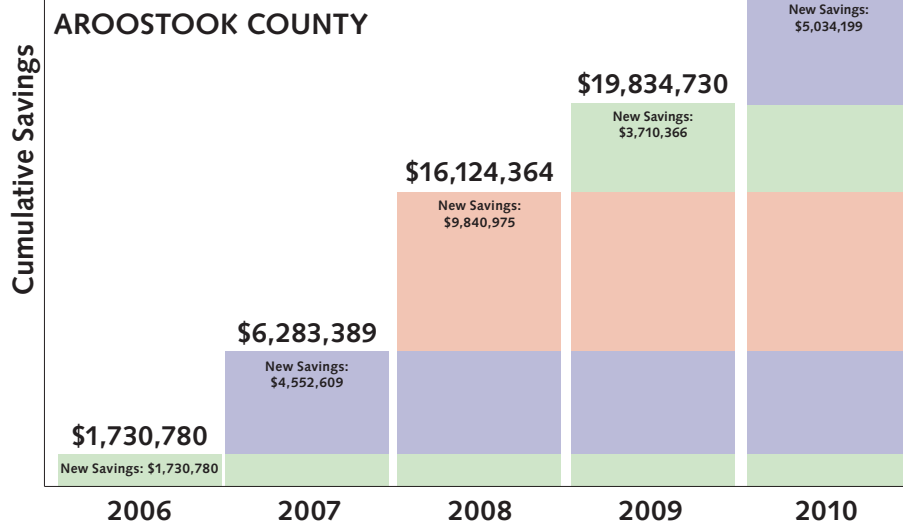 AROOSTOOK COUNTY
Cumulative Savings
New Savings:
$5,034,199
$19,834,730
New Savings:
$3,710,366
$16,124,364
New Savings:
$9,840,975
$6,283,389
New Savings:
$4,552,609
$1,730,780
New Savings: $1,730,780
2006
2007
2008
2009
2010